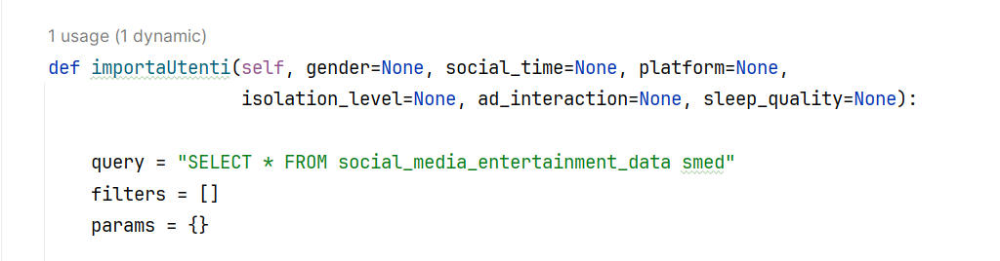 1 usage (1 dynamic)
def importaUtenti(self, gender=None, social_time=None, platform=None,
isolation_level=None, ad_interaction=None, sleep_quality=None):
query = "SELECT * FROM social_media_entertainment_data smed"
filters = []
params = {}